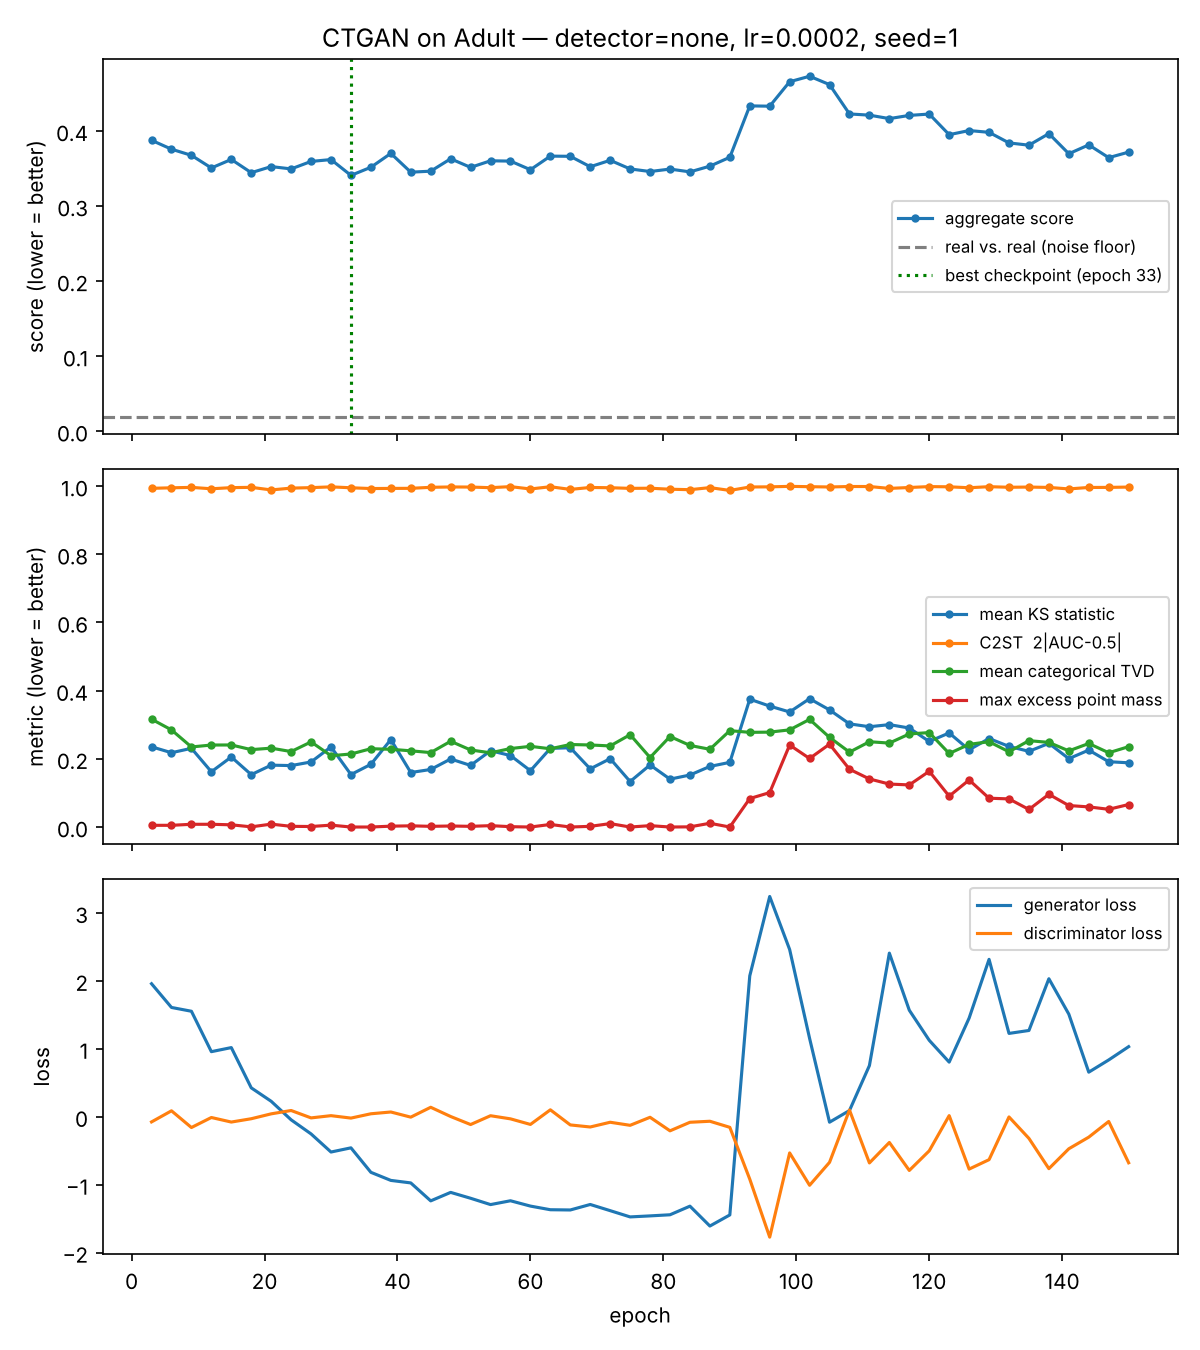 CTGAN on Adult — detector=none, lr=0.0002, seed=1
score (lower = better)
0.4
0.3
0.2
0.1
0.0
aggregate score
real vs. real (noise floor)
best checkpoint (epoch 33)
metric (lower = better)
1.0
0.8
0.6
0.4
0.2
0.0
mean KS statistic
C2ST 2|AUC-0.5|
mean categorical TVD
max excess point mass
loss
3
2
1
0
−1
−2
generator loss
discriminator loss
0 20 40 60 80 100 120 140
epoch